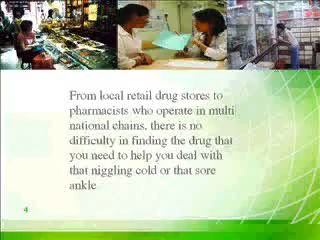 From local retail drug stores to
pharmacists who operate in multi
national chains, there is no
difficulty in finding the drug that
you need to help you deal with
that niggling cold or that sore
ankle
4